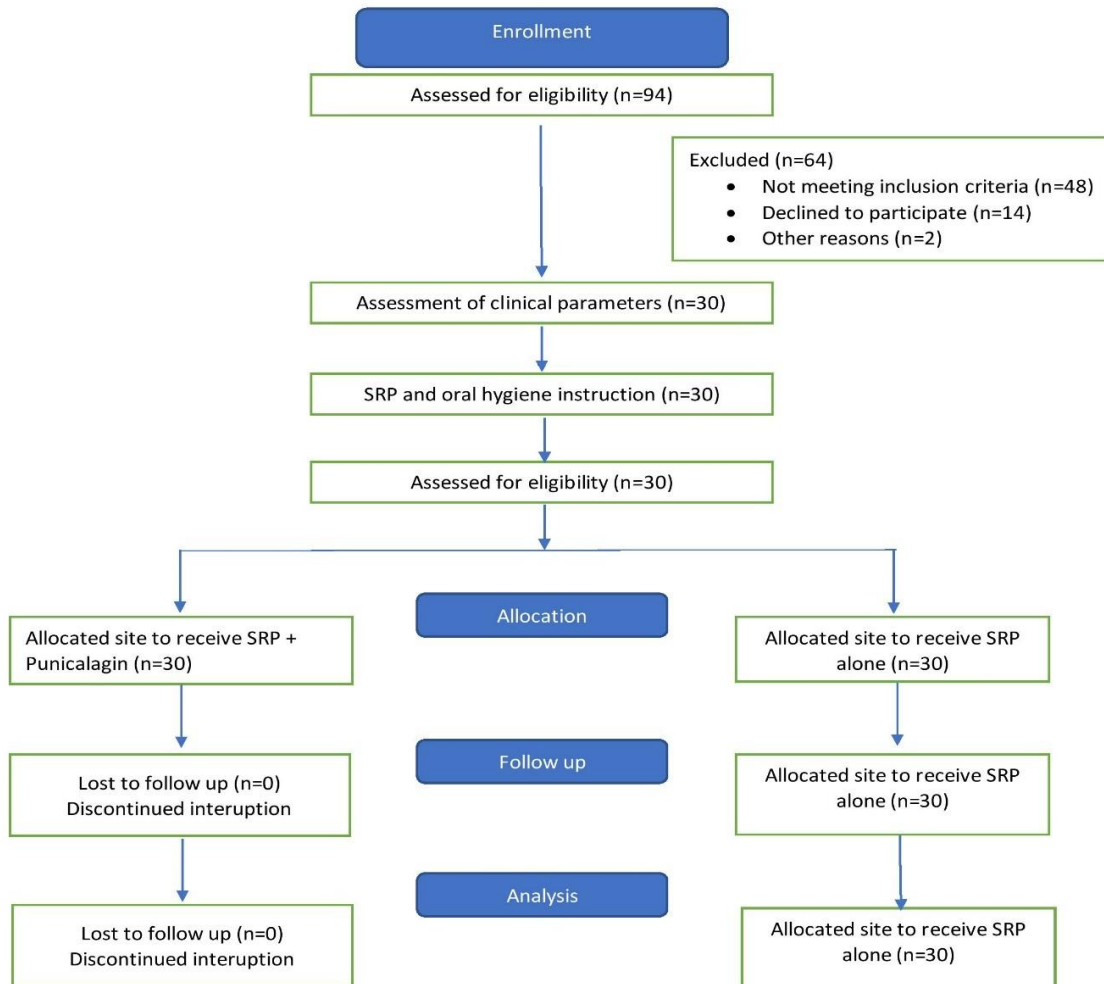 Enrollment
Assessed for eligibility (n=94)
Excluded (n=64)
• Not meeting inclusion criteria (n=48)
• Declined to participate (n=14)
• Other reasons (n=2)
Assessment of clinical parameters (n=30)
SRP and oral hygiene instruction (n=30)
Assessed for eligibility (n=30)
Allocation
Allocated site to receive SRP +
Punicalagin (n=30)
Allocated site to receive SRP
alone (n=30)
Follow up
Lost to follow up (n=0)
Discontinued interuption
Allocated site to receive SRP
alone (n=30)
Analysis
Lost to follow up (n=0)
Discontinued interuption
Allocated site to receive SRP
alone (n=30)